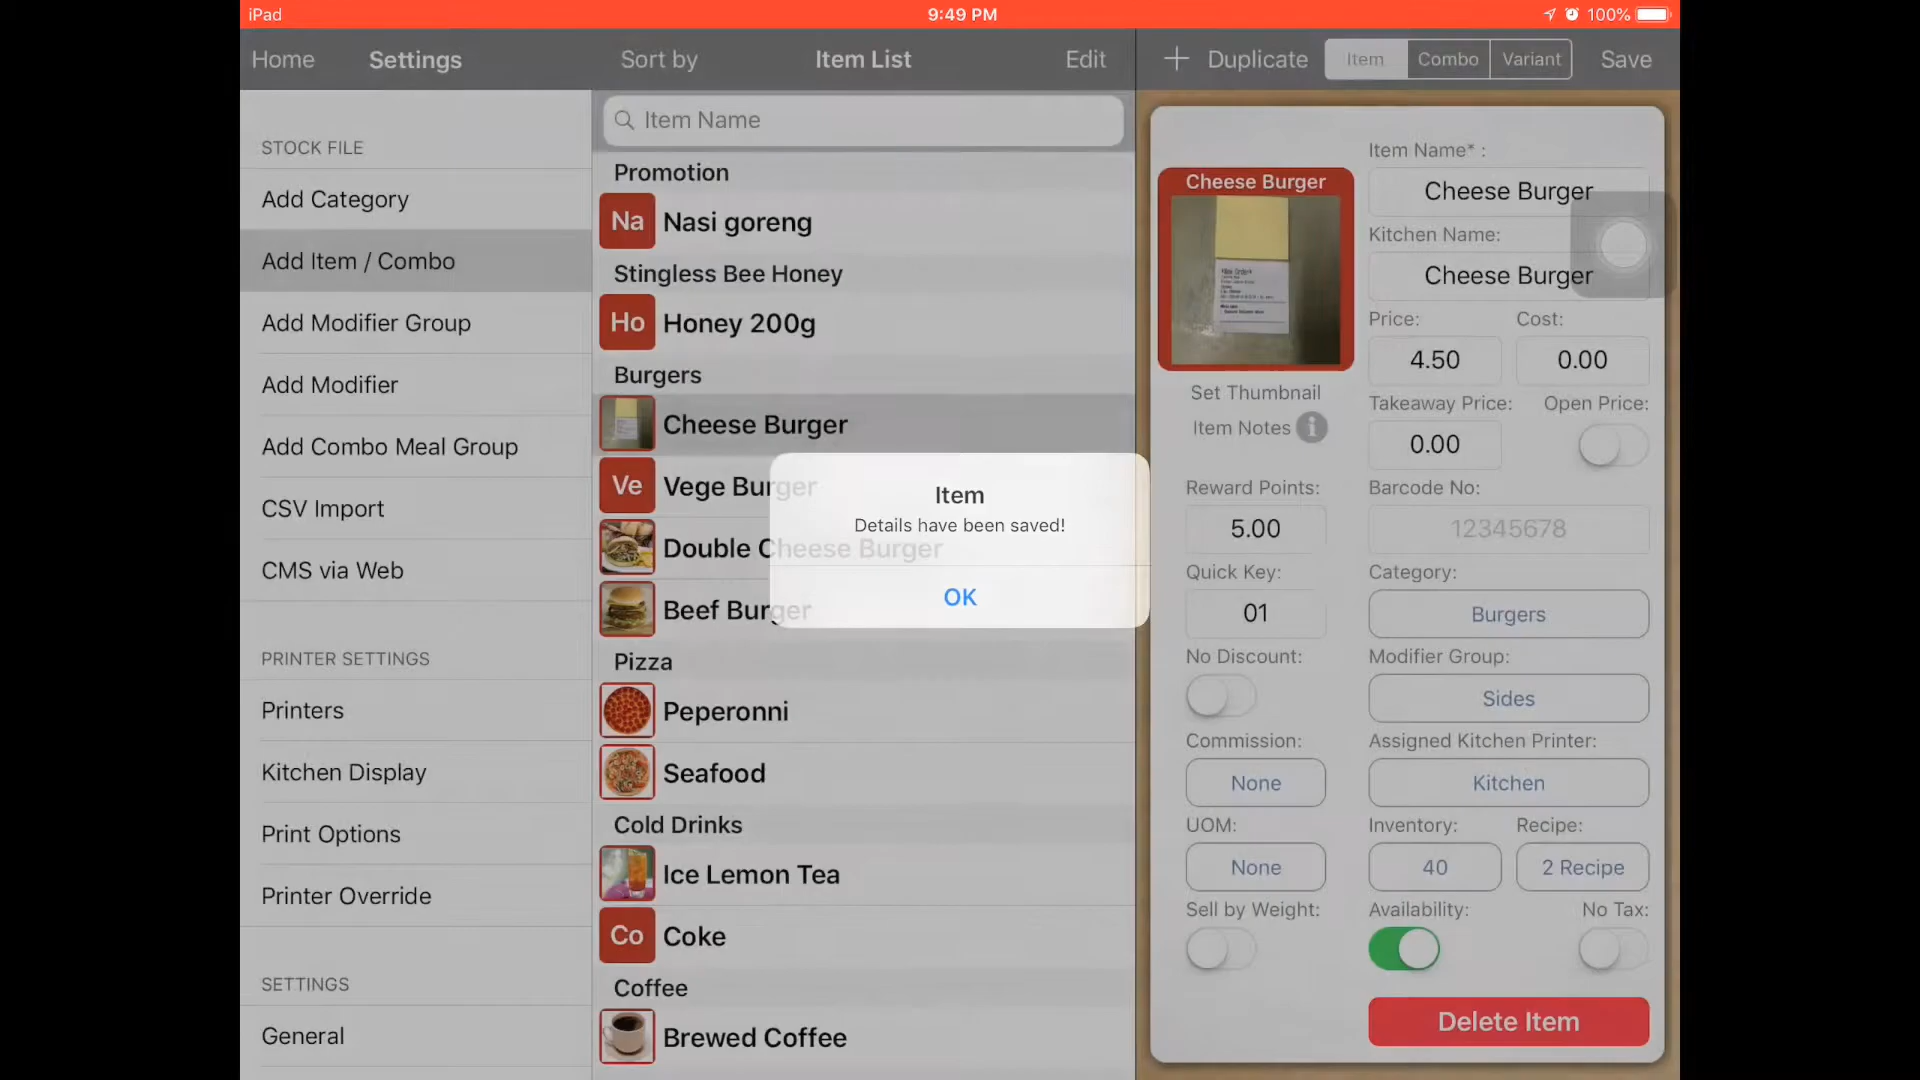 iPad
9:49 PM
100%
Home
Settings
Sort by
Item List
Edit
Duplicate
Item
Combo
Variant
Save
STOCK FILE
Add Category
Add Item / Combo
Add Modifier Group
Add Modifier
Add Combo Meal Group
CSV Import
CMS via Web
PRINTER SETTINGS
Printers
Kitchen Display
Print Options
Printer Override
SETTINGS
General
Item Name
Promotion
Na
Nasi goreng
Stingless Bee Honey
Ho
Honey 200g
Burgers
Cheese Burger
Ve
Vege Burger
Double Cheese Burger
Beef Burger
Pizza
Peperonni
Seafood
Cold Drinks
Ice Lemon Tea
Co
Coke
Coffee
Brewed Coffee
Item
Details have been saved!
OK
Cheese Burger
Set Thumbnail
Item Notes
Item Name* :
Cheese Burger
Kitchen Name:
Cheese Burger
Price:
Cost:
4.50
0.00
Takeaway Price:
Open Price:
0.00
Reward Points:
Barcode No:
5.00
12345678
Quick Key:
Category:
01
Burgers
No Discount:
Modifier Group:
Sides
Commission:
Assigned Kitchen Printer:
None
Kitchen
UOM:
Inventory:
Recipe:
None
40
2 Recipe
Sell by Weight:
Availability:
No Tax:
Delete Item